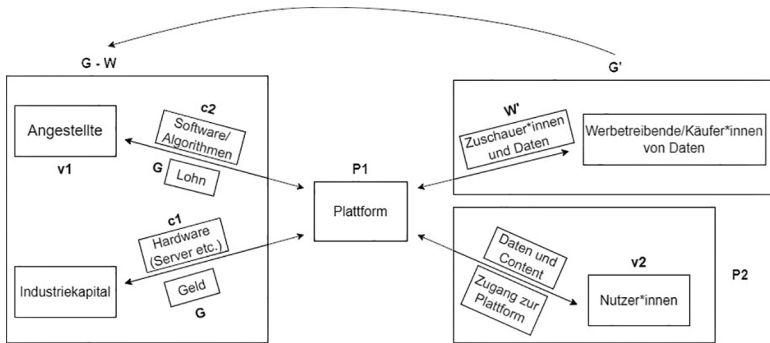 G - W
G'
Angestellte
v1
c2
Software/
Algorithmen
G
Lohn
c1
Hardware
(Server etc.)
Geld
G
Industriekapital
P1
Plattform
W'
Zuschauer*innen
und Daten
Werbetreibende/Käufer*innen
von Daten
Daten und
Content
Zugang zur
Plattform
v2
Nutzer*innen
P2